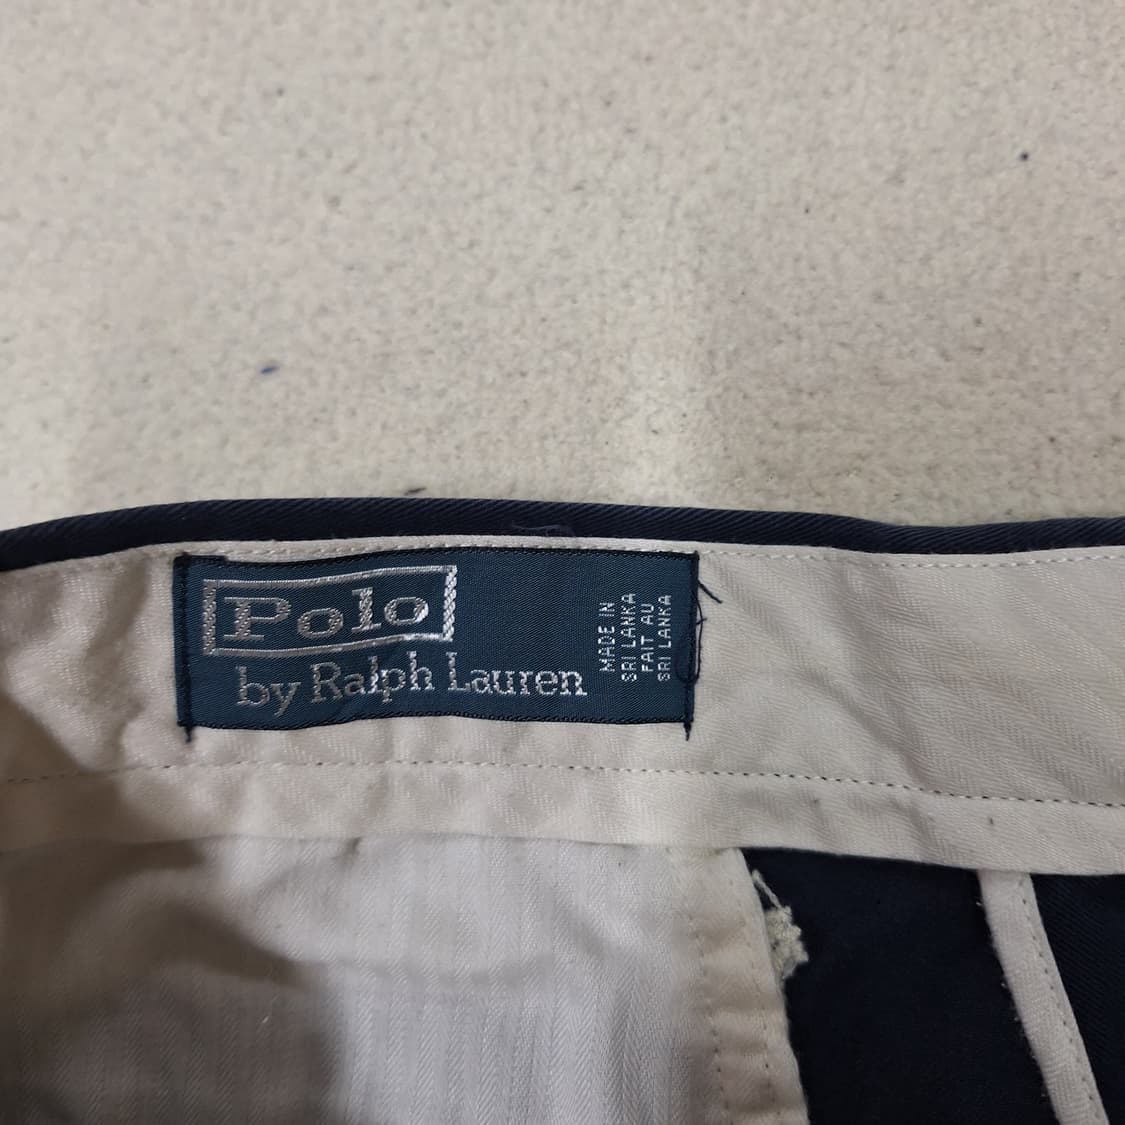 Polo
by Ralph Lauren
MADE IN
SRI LANKA
FAIT AU
SRI LANKA